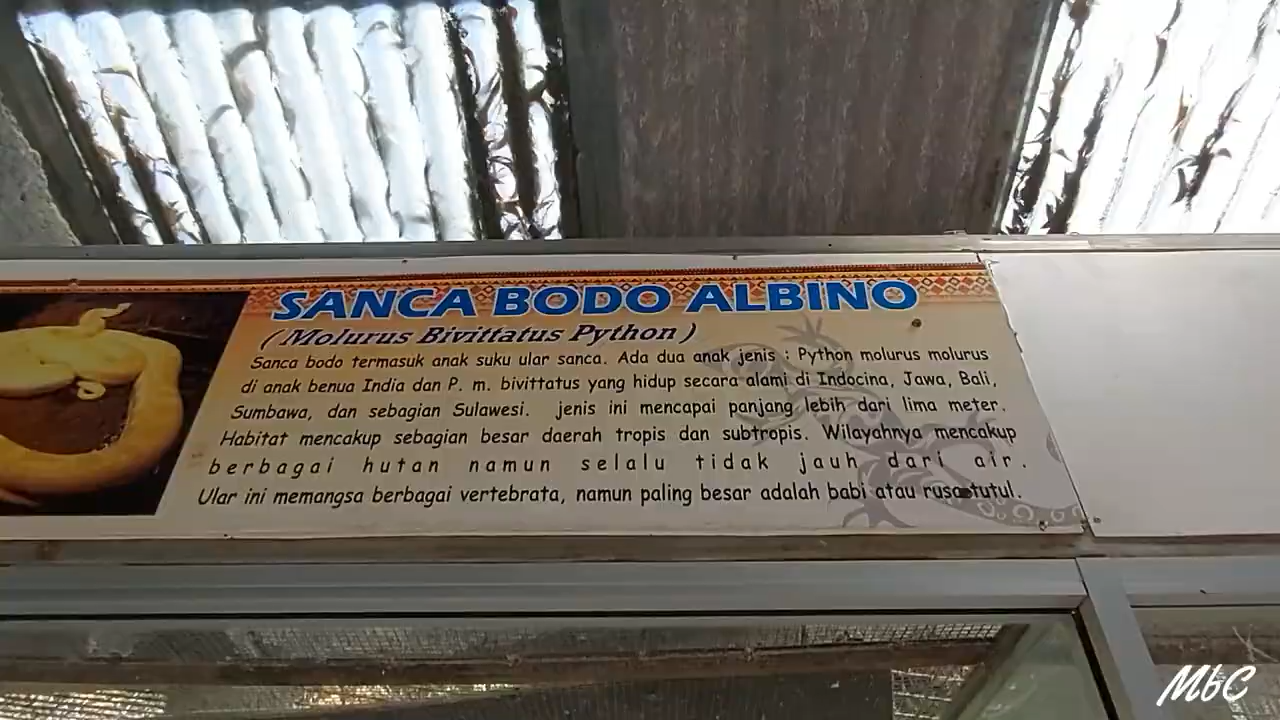 SANCA BODO ALBINO
( Molurus Bivittatus Python )
Sanca bodo termasuk anak suku ular sanca. Ada dua anak jenis : Python molurus molurus
di anak benua India dan P. m. bivittatus yang hidup secara alami di Indocina, Jawa, Bali,
Sumbawa, dan sebagian Sulawesi. jenis ini mencapai panjang lebih dari lima meter.
Habitat mencakup sebagian besar daerah tropis dan subtropis. Wilayahnya mencakup
berbagai hutan namun selalu tidak jauh dari air.
Ular ini memangsa berbagai vertebrata, namun paling besar adalah babi atau rusa tutul.
MbC